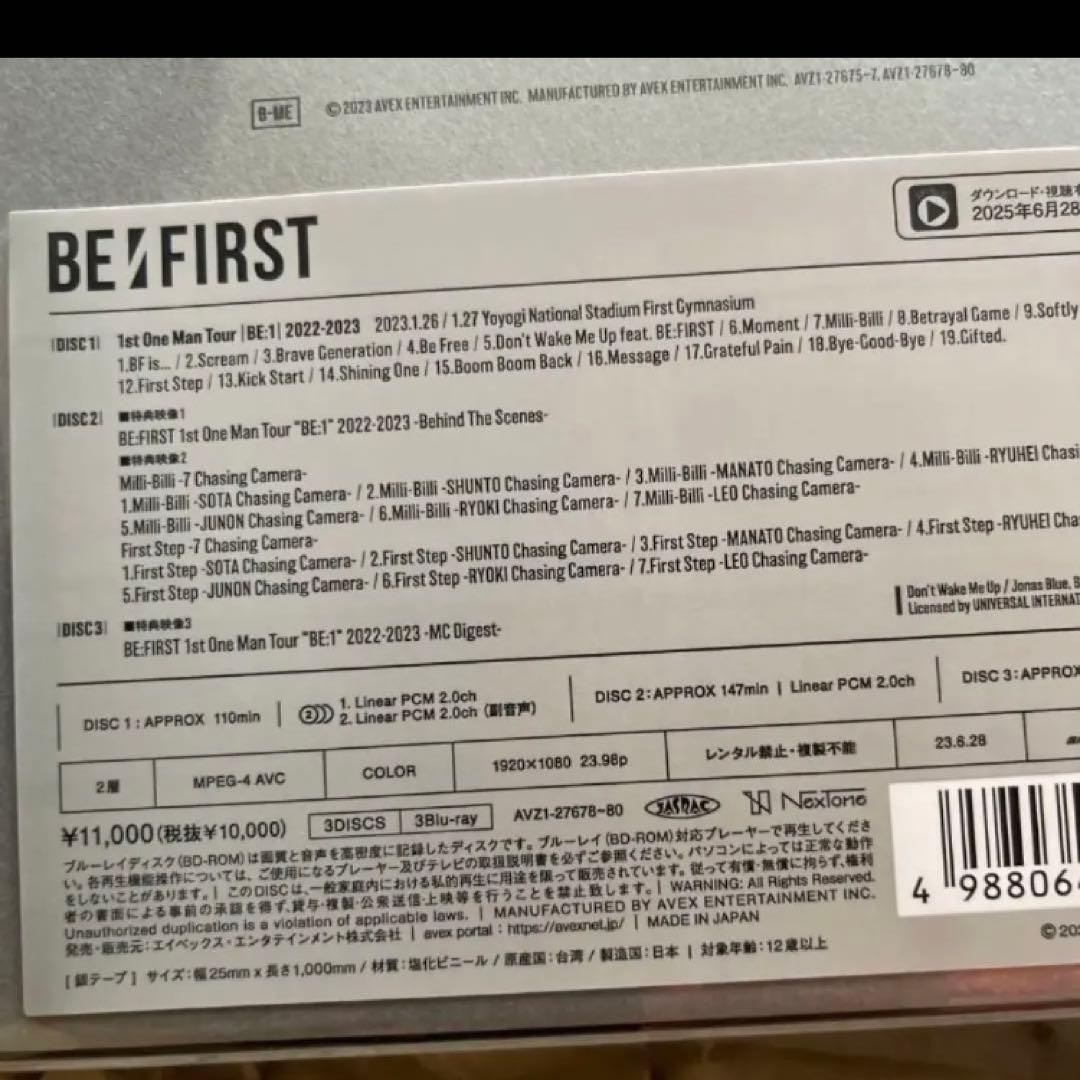 B-ME
©2023 AVEX ENTERTAINMENT INC. MANUFACTURED BY AVEX ENTERTAINMENT INC. AVZ1-27675~7, AVZ1-27678~80
BE:FIRST
ダウンロード・視聴
2025年6月28
DISC 1
1st One Man Tour |BE:1| 2022-2023 2023.1.26 / 1.27 Yoyogi National Stadium First Gymnasium
1.BF is... / 2.Scream / 3.Brave Generation / 4.Be Free / 5.Don't Wake Me Up feat. BE:FIRST / 6.Moment / 7.Milli-Billi / 8.Betrayal Game / 9.Softly
12.First Step / 13.Kick Start / 14.Shining One / 15.Boom Boom Back / 16.Message / 17.Grateful Pain / 18.Bye-Good-Bye / 19.Gifted.
DISC 2
■特典映像1
BE:FIRST 1st One Man Tour "BE:1" 2022-2023 -Behind The Scenes-
■特典映像2
Milli-Billi -7 Chasing Camera-
1.Milli-Billi -SOTA Chasing Camera- / 2.Milli-Billi -SHUNTO Chasing Camera- / 3.Milli-Billi -MANATO Chasing Camera- / 4.Milli-Billi -RYUHEI Chasi
5.Milli-Billi -JUNON Chasing Camera- / 6.Milli-Billi -RYOKI Chasing Camera- / 7.Milli-Billi -LEO Chasing Camera-
First Step -7 Chasing Camera-
1.First Step -SOTA Chasing Camera- / 2.First Step -SHUNTO Chasing Camera- / 3.First Step -MANATO Chasing Camera- / 4.First Step -RYUHEI Cha
5.First Step -JUNON Chasing Camera- / 6.First Step -RYOKI Chasing Camera- / 7.First Step -LEO Chasing Camera-
Don't Wake Me Up / Jonas Blue, B
Licensed by UNIVERSAL INTERNAT
DISC 3
■特典映像3
BE:FIRST 1st One Man Tour "BE:1" 2022-2023 -MC Digest-
DISC 1:APPROX 110min
2
1. Linear PCM 2.0ch
2. Linear PCM 2.0ch (副音声)
DISC 2:APPROX 147min | Linear PCM 2.0ch
DISC 3:APPROX
2層 MPEG-4 AVC COLOR 1920×1080 23.98p レンタル禁止・複製不能 23.6.28
¥11,000(税抜¥10,000) 3DISCS 3Blu-ray AVZ1-27678~80 JASRAC NexTone
ブルーレイディスク(BD-ROM)は画質と音声を高密度に記録したディスクです。ブルーレイ(BD-ROM)対応プレーヤーで再生してくださ
い。各再生機能操作については、ご使用になるプレーヤー及びテレビの取扱説明書を必ずご参照ください。パソコンによっては正常な動作
をしないことがあります。| このDISCは、一般家庭内における私的再生に用途を限って販売されています。従って有償・無償に拘らず、権利
者の書面による事前の承認を得ず、貸与・複製・公衆送信・上映等を行うことを禁止致します。| WARNING: All Rights Reserved.
Unauthorized duplication is a violation of applicable laws. | MANUFACTURED BY AVEX ENTERTAINMENT INC.
発売・販売元:エイベックス・エンタテインメント株式会社 | avex portal : https://avexnet.jp/ | MADE IN JAPAN
[銀テープ] サイズ:幅25mm x 長さ1,000mm / 材質:塩化ビニール / 原産国:台湾 / 製造国:日本 | 対象年齢:12歳以上
4 98806
©20